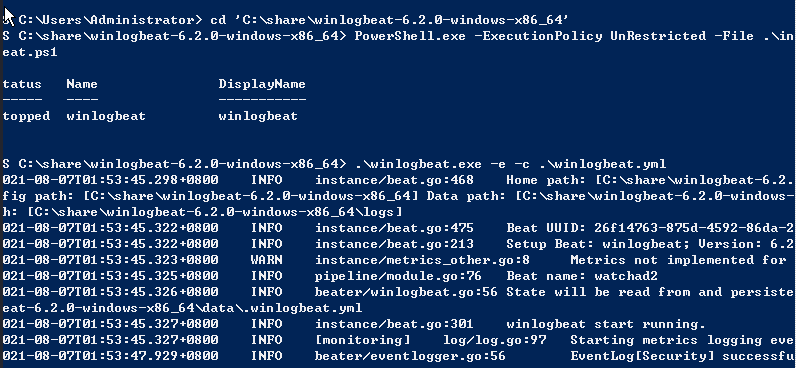 S C:\Users\Administrator> cd 'C:\share\winlogbeat-6.2.0-windows-x86_64'
S C:\share\winlogbeat-6.2.0-windows-x86_64> PowerShell.exe -ExecutionPolicy UnRestricted -File .\in
eat.ps1
tatus Name DisplayName
----- ---- -----------
topped winlogbeat winlogbeat
S C:\share\winlogbeat-6.2.0-windows-x86_64> .\winlogbeat.exe -e -c .\winlogbeat.yml
021-08-07T01:53:45.298+0800 INFO instance/beat.go:468 Home path: [C:\share\winlogbeat-6.2.
fig path: [C:\share\winlogbeat-6.2.0-windows-x86_64] Data path: [C:\share\winlogbeat-6.2.0-windows-
h: [C:\share\winlogbeat-6.2.0-windows-x86_64\logs]
021-08-07T01:53:45.322+0800 INFO instance/beat.go:475 Beat UUID: 26f14763-875d-4592-86da-2
021-08-07T01:53:45.322+0800 INFO instance/beat.go:213 Setup Beat: winlogbeat; Version: 6.2
021-08-07T01:53:45.323+0800 WARN instance/metrics_other.go:8 Metrics not implemented for
021-08-07T01:53:45.325+0800 INFO pipeline/module.go:76 Beat name: watchad2
021-08-07T01:53:45.326+0800 INFO beater/winlogbeat.go:56 State will be read from and persiste
eat-6.2.0-windows-x86_64\data\.winlogbeat.yml
021-08-07T01:53:45.327+0800 INFO instance/beat.go:301 winlogbeat start running.
021-08-07T01:53:45.327+0800 INFO [monitoring] log/log.go:97 Starting metrics logging eve
021-08-07T01:53:47.929+0800 INFO beater/eventlogger.go:56 EventLog[Security] successfu